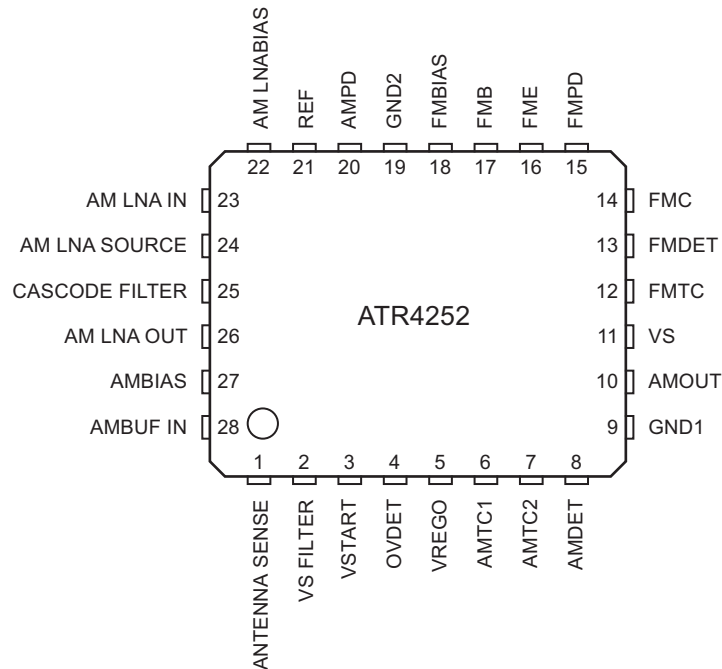 AM LNABIAS
REF
AMPD
GND2
FMBIAS
FMB
FME
FMPD
22 21 20 19 18 17 16 15
AM LNA IN 23
14 FMC
AM LNA SOURCE 24
13 FMDET
CASCODE FILTER 25
12 FMTC
ATR4252
AM LNA OUT 26
11 VS
AMBIAS 27
10 AMOUT
AMBUF IN 28
9 GND1
1 2 3 4 5 6 7 8
ANTENNA SENSE
VS FILTER
VSTART
OVDET
VREGO
AMTC1
AMTC2
AMDET